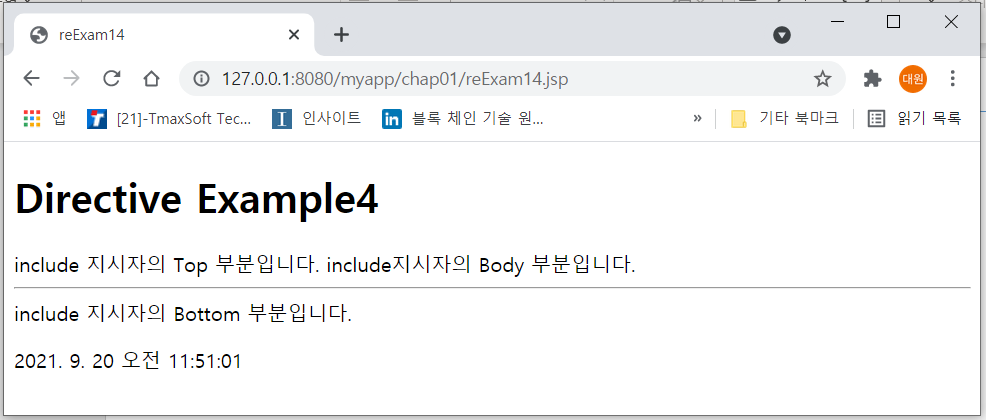 reExam14
127.0.0.1:8080/myapp/chap01/reExam14.jsp
대원
앱 [21]-TmaxSoft Tec... 인사이트 블록 체인 기술 원... » 기타 북마크 읽기 목록
Directive Example4
include 지시자의 Top 부분입니다. include지시자의 Body 부분입니다.
include 지시자의 Bottom 부분입니다.
2021. 9. 20 오전 11:51:01